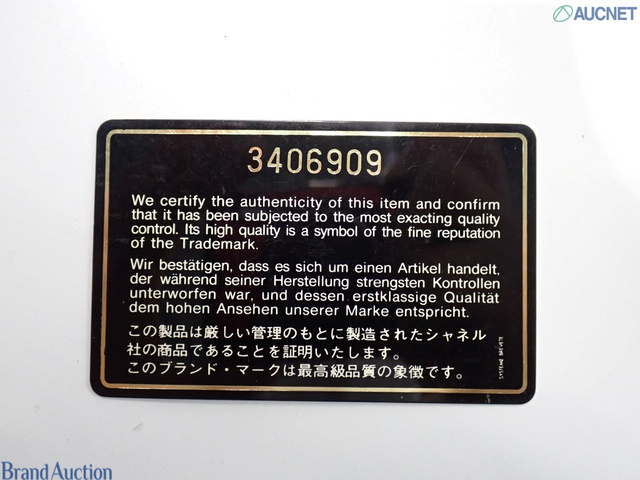 AUCNET
3406909
We certify the authenticity of this item and confirm
that it has been subjected to the most exacting quality
control. Its high quality is a symbol of the fine reputation
of the Trademark.
Wir bestätigen, dass es sich um einen Artikel handelt,
der während seiner Herstellung strengsten Kontrollen
unterworfen war, und dessen erstklassige Qualität
dem hohen Ansehen unserer Marke entspricht.
この製品は厳しい管理のもとに製造されたシャネル
社の商品であることを証明いたします。
このブランド・マークは最高級品質の象徴です。
Brand Auction